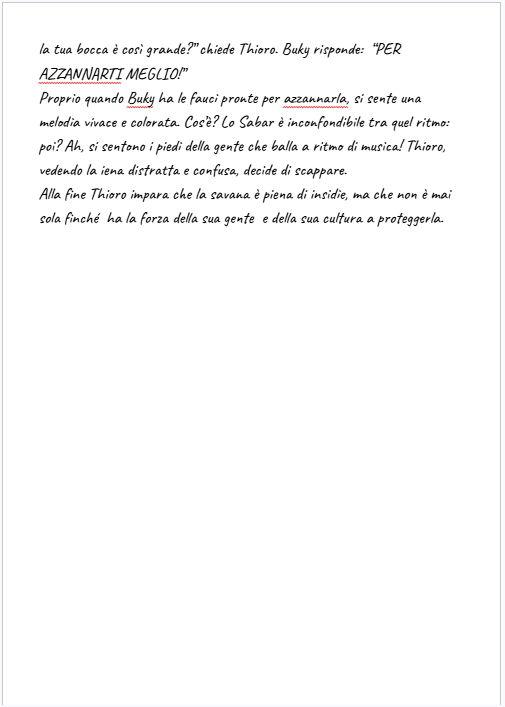 la tua bocca è così grande?" chiede Thioro. Buky risponde: “PER
AZZANNARTI MEGLIO!”
Proprio quando Buky ha le fauci pronte per azzannarla, si sente una
melodia vivace e colorata. Cos’è? Lo Sabar è inconfondibile tra quel ritmo:
poi? Ah, si sentono i piedi della gente che balla a ritmo di musica! Thioro,
vedendo la iena distratta e confusa, decide di scappare.
Alla fine Thioro impara che la savana è piena di insidie, ma che non è mai
sola finché  ha la forza della sua gente  e della sua cultura a proteggerla.